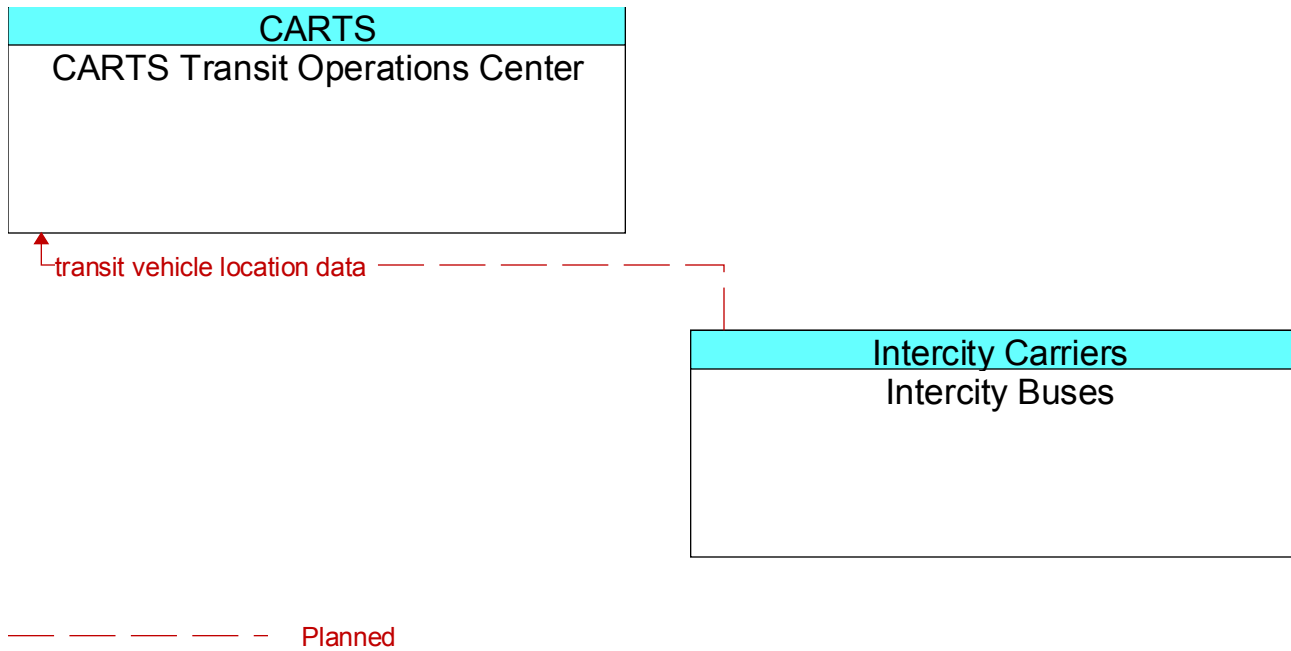 CARTS
CARTS Transit Operations Center
transit vehicle location data
Intercity Carriers
Intercity Buses
Planned